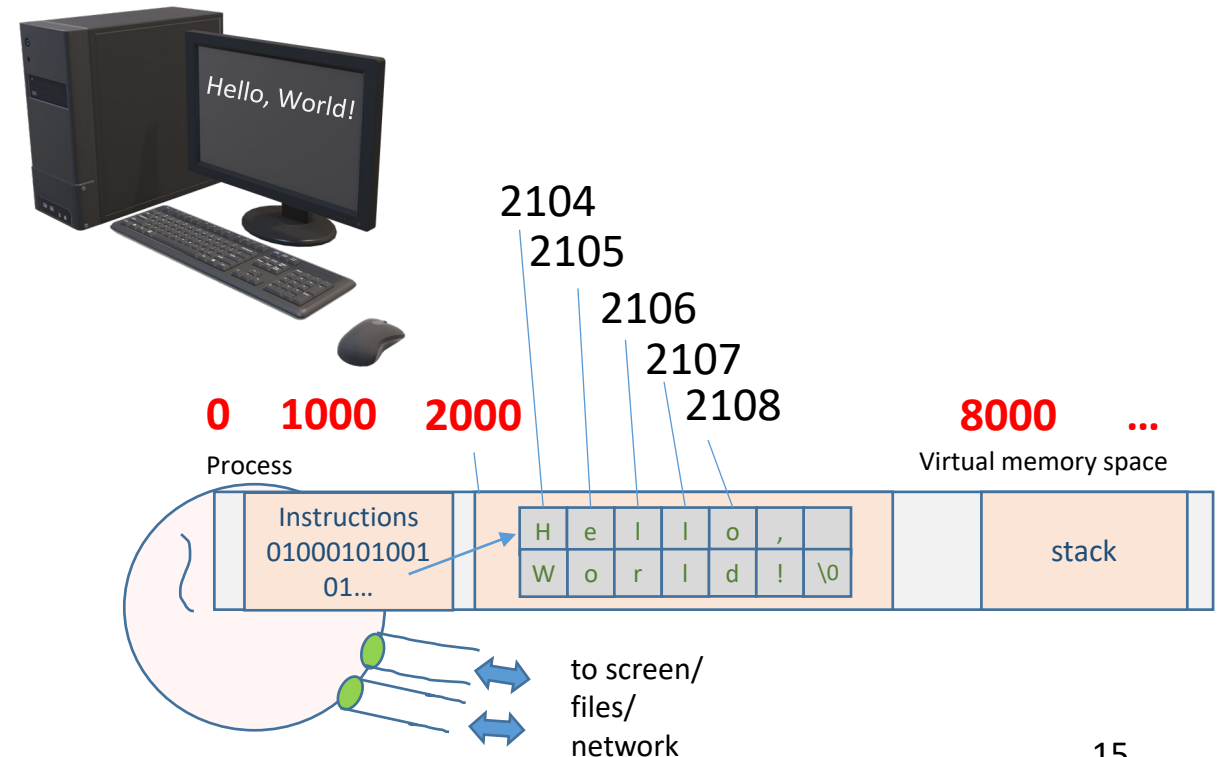 Hello, World!
2104
2105
2106
2107
2108
0 1000 2000 8000 ...
Process Virtual memory space
Instructions
01000101001
01...
H e l l o ,
W o r l d ! \0
stack
to screen/
files/
network
15